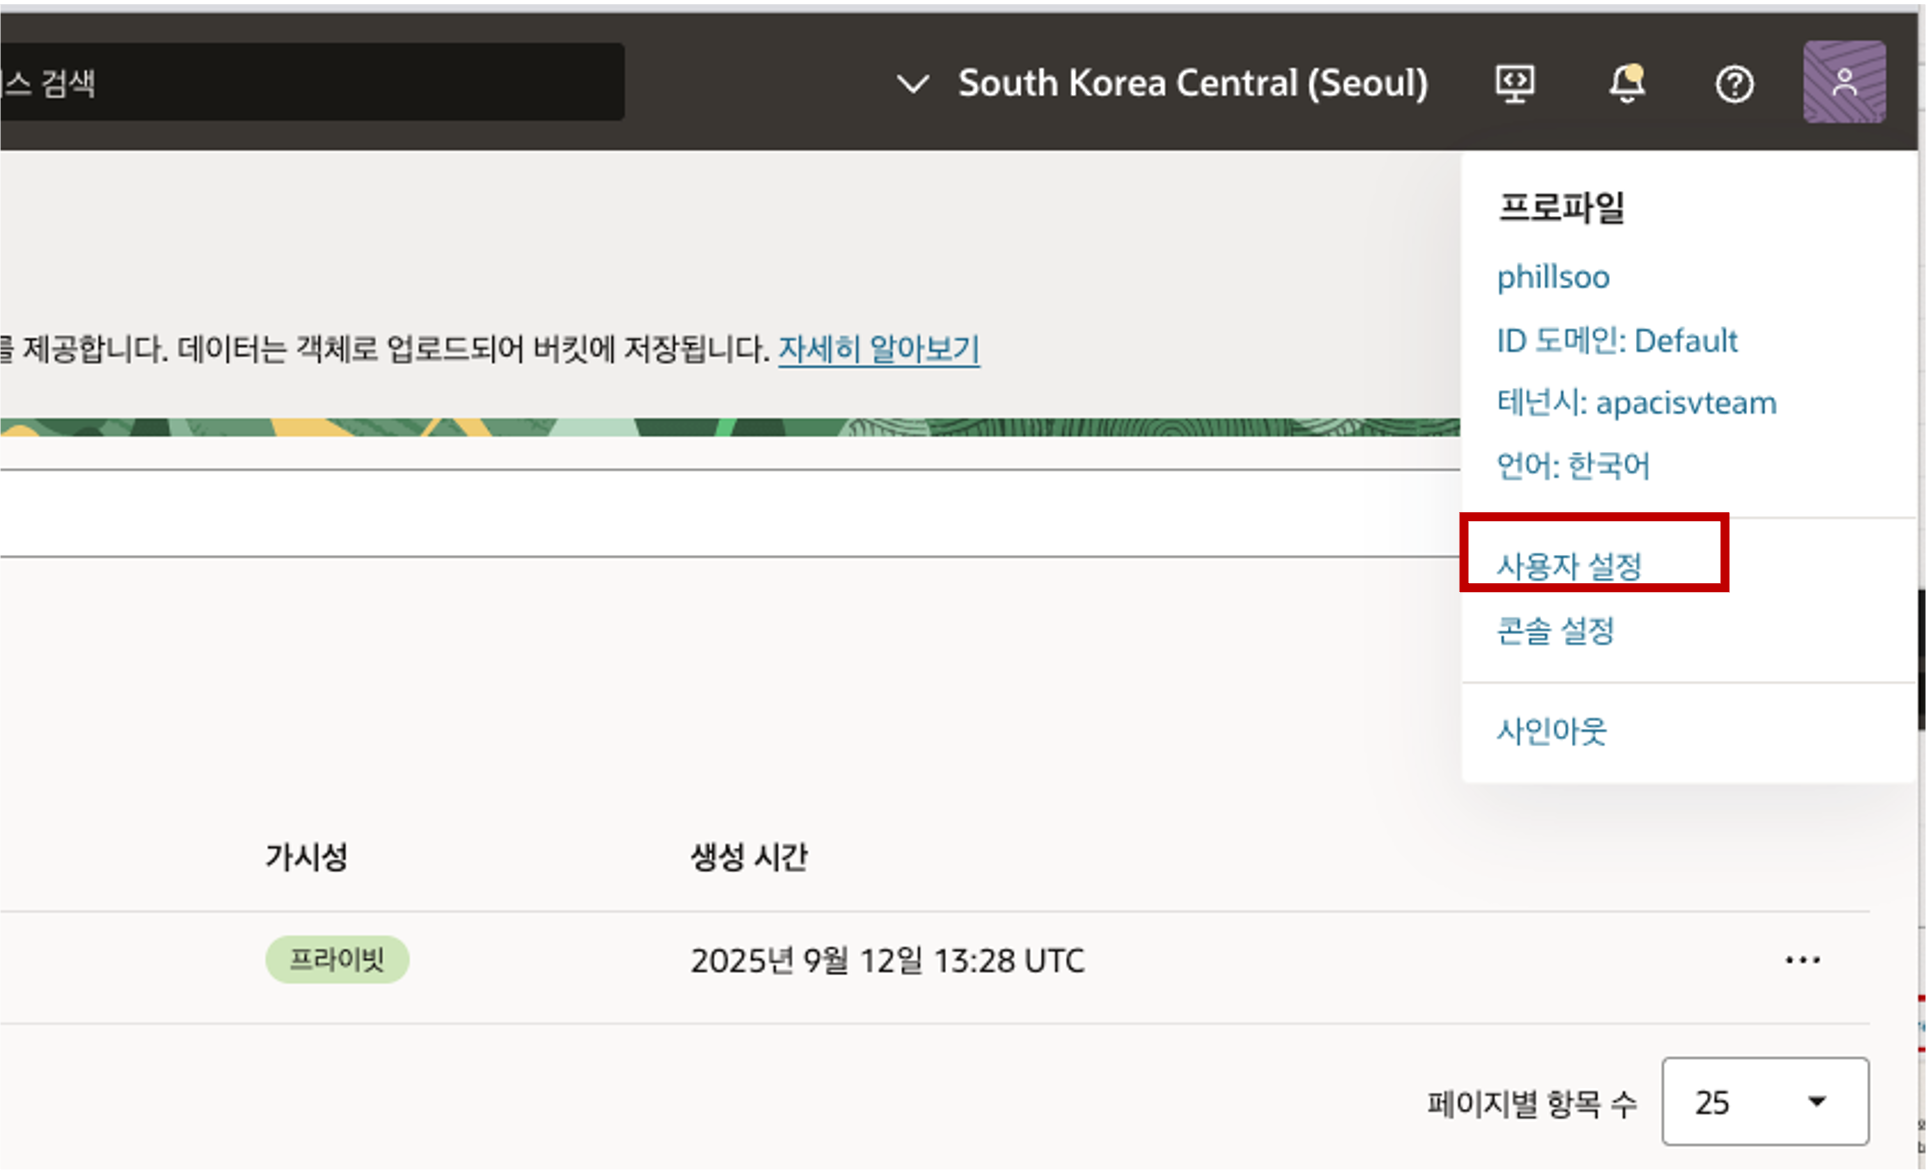 스 검색
South Korea Central (Seoul)
프로파일
phillsoo
ID 도메인: Default
테넌시: apacisvteam
언어: 한국어
를 제공합니다. 데이터는 객체로 업로드되어 버킷에 저장됩니다. 자세히 알아보기
사용자 설정
콘솔 설정
사인아웃
가시성 생성 시간
프라이빗 2025년 9월 12일 13:28 UTC
페이지별 항목 수 25